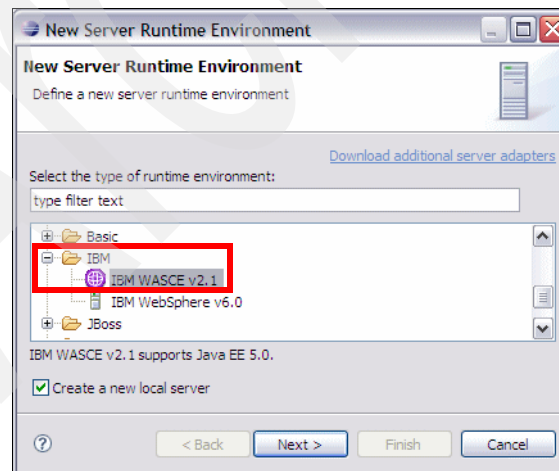 New Server Runtime Environment
New Server Runtime Environment
Define a new server runtime environment
Download additional server adapters
Select the type of runtime environment:
type filter text
Basic
IBM
IBM WASCE v2.1
IBM WebSphere v6.0
JBoss
IBM WASCE v2.1 supports Java EE 5.0.
Create a new local server
< Back Next > Finish Cancel